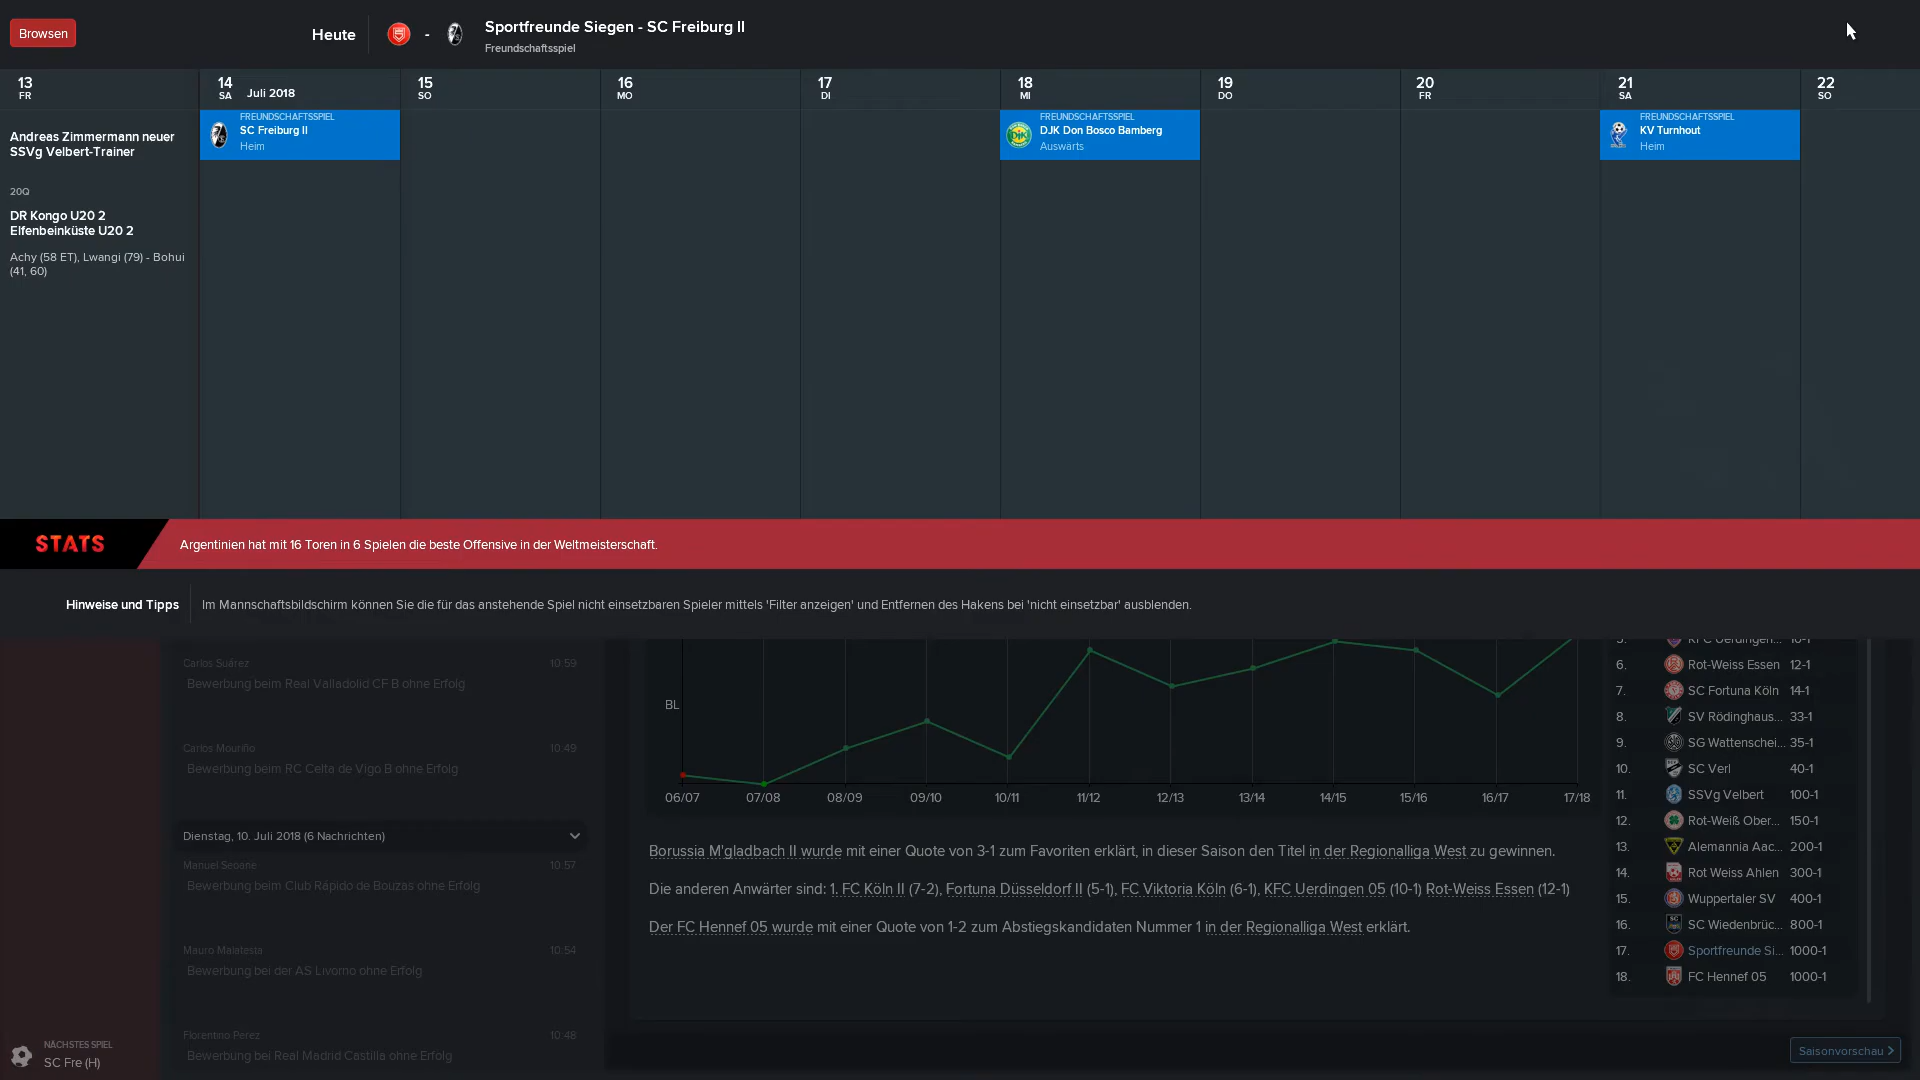 Browsen
Heute
-
Sportfreunde Siegen - SC Freiburg II
Freundschaftsspiel
13
FR
14
SA
Juli 2018
15
SO
16
MO
17
DI
18
MI
19
DO
20
FR
21
SA
22
SO
Andreas Zimmermann neuer
SSVg Velbert-Trainer
20Q
DR Kongo U20 2
Elfenbeinküste U20 2
Achy (58 ET), Lwangi (79) - Bohui
(41, 60)
FREUNDSCHAFTSSPIEL
SC Freiburg II
Heim
FREUNDSCHAFTSSPIEL
DJK Don Bosco Bamberg
Auswärts
FREUNDSCHAFTSSPIEL
KV Turnhout
Heim
STATS
Argentinien hat mit 16 Toren in 6 Spielen die beste Offensive in der Weltmeisterschaft.
Hinweise und Tipps
Im Mannschaftsbildschirm können Sie die für das anstehende Spiel nicht einsetzbaren Spieler mittels 'Filter anzeigen' und Entfernen des Hakens bei 'nicht einsetzbar' ausblenden.
Carlos Suárez 10:59
Bewerbung beim Real Valladolid CF B ohne Erfolg
Carlos Mouriño 10:49
Bewerbung beim RC Celta de Vigo B ohne Erfolg
Dienstag, 10. Juli 2018 (6 Nachrichten)
Manuel Seoane 10:57
Bewerbung beim Club Rápido de Bouzas ohne Erfolg
Mauro Malatesta 10:54
Bewerbung bei der AS Livorno ohne Erfolg
Florentino Perez 10:48
Bewerbung bei Real Madrid Castilla ohne Erfolg
NÄCHSTES SPIEL
SC Fre (H)
BL
06/07 07/08 08/09 09/10 10/11 11/12 12/13 13/14 14/15 15/16 16/17 17/18
Borussia M'gladbach II wurde mit einer Quote von 3-1 zum Favoriten erklärt, in dieser Saison den Titel in der Regionalliga West zu gewinnen.
Die anderen Anwärter sind: 1. FC Köln II (7-2), Fortuna Düsseldorf II (5-1), FC Viktoria Köln (6-1), KFC Uerdingen 05 (10-1) Rot-Weiss Essen (12-1)
Der FC Hennef 05 wurde mit einer Quote von 1-2 zum Abstiegskandidaten Nummer 1 in der Regionalliga West erklärt.
5. KFC Uerdingen... 10-1
6. Rot-Weiss Essen 12-1
7. SC Fortuna Köln 14-1
8. SV Rödinghaus... 33-1
9. SG Wattenschei... 35-1
10. SC Verl 40-1
11. SSVg Velbert 100-1
12. Rot-Weiß Ober... 150-1
13. Alemannia Aac... 200-1
14. Rot Weiss Ahlen 300-1
15. Wuppertaler SV 400-1
16. SC Wiedenbrüc... 800-1
17. Sportfreunde Si... 1000-1
18. FC Hennef 05 1000-1
Saisonvorschau